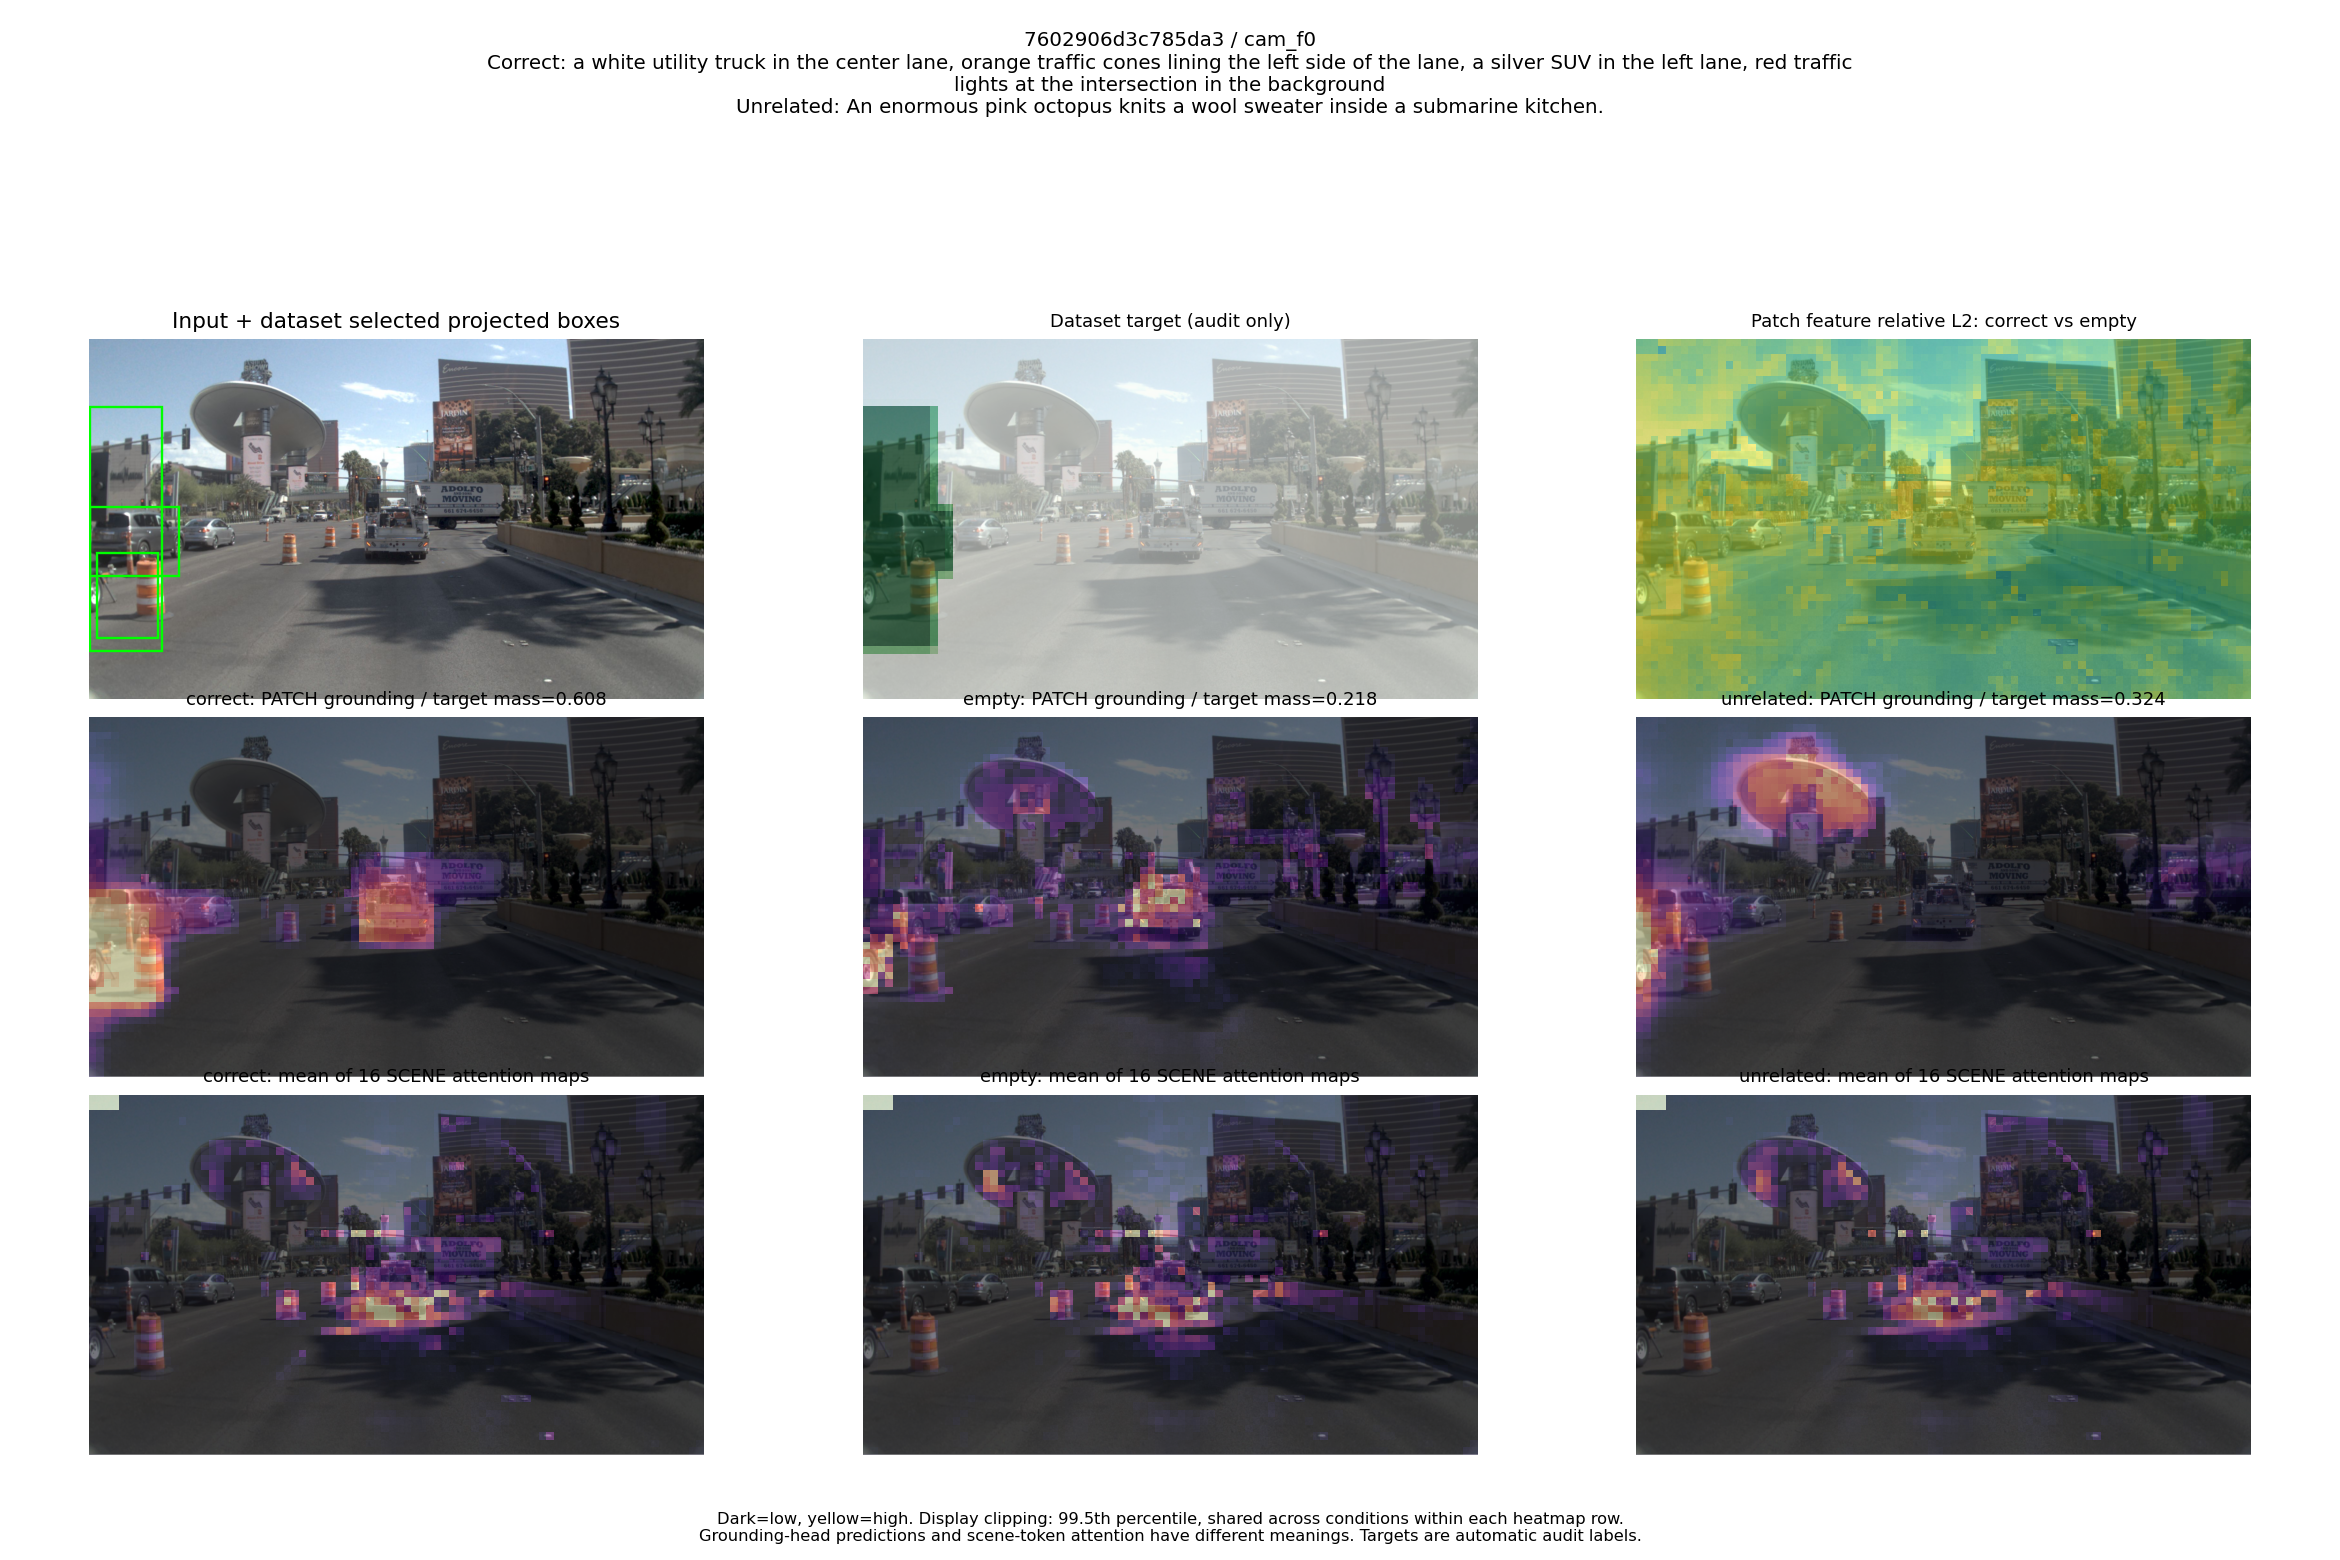 7602906d3c785da3 / cam_f0
Correct: a white utility truck in the center lane, orange traffic cones lining the left side of the lane, a silver SUV in the left lane, red traffic
lights at the intersection in the background
Unrelated: An enormous pink octopus knits a wool sweater inside a submarine kitchen.
Input + dataset selected projected boxes
Dataset target (audit only)
Patch feature relative L2: correct vs empty
Encore
JARDIN
ADOLFO
MOVING
correct: PATCH grounding / target mass=0.608
empty: PATCH grounding / target mass=0.218
unrelated: PATCH grounding / target mass=0.324
correct: mean of 16 SCENE attention maps
empty: mean of 16 SCENE attention maps
unrelated: mean of 16 SCENE attention maps
Dark=low, yellow=high. Display clipping: 99.5th percentile, shared across conditions within each heatmap row.
Grounding-head predictions and scene-token attention have different meanings. Targets are automatic audit labels.